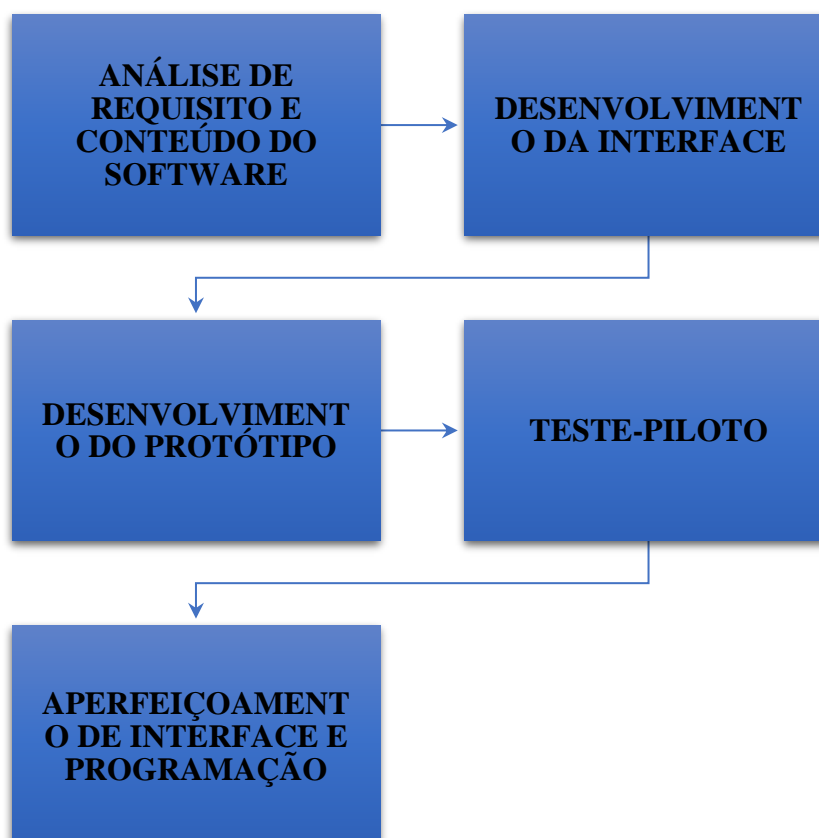 ANÁLISE DE
REQUISITO E
CONTEÚDO DO
SOFTWARE
DESENVOLVIMENT
O DA INTERFACE
DESENVOLVIMENT
O DO PROTÓTIPO
TESTE-PILOTO
APERFEIÇOAMENT
O DE INTERFACE E
PROGRAMAÇÃO